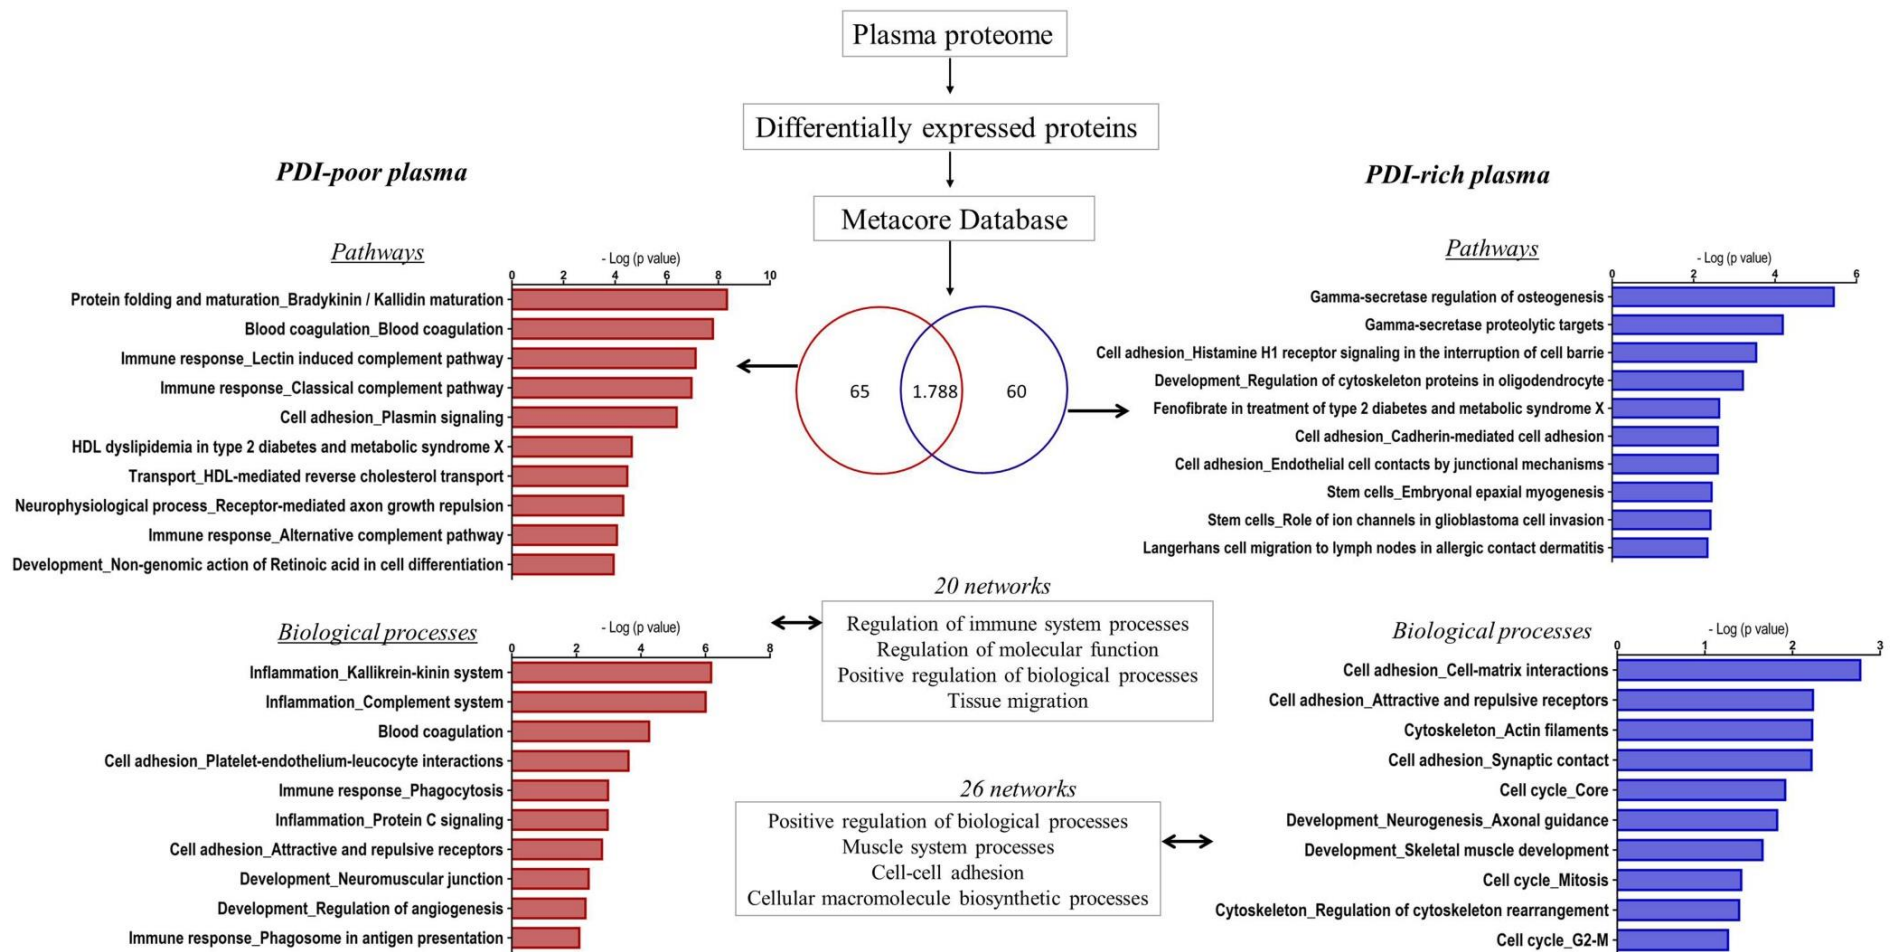 Plasma proteome
Differentially expressed proteins
Metacore Database
65
1.788
60
PDI-poor plasma
Pathways
- Log (p value)
0 2 4 6 8 10
Protein folding and maturation_Bradykinin / Kallidin maturation
Blood coagulation_Blood coagulation
Immune response_Lectin induced complement pathway
Immune response_Classical complement pathway
Cell adhesion_Plasmin signaling
HDL dyslipidemia in type 2 diabetes and metabolic syndrome X
Transport_HDL-mediated reverse cholesterol transport
Neurophysiological process_Receptor-mediated axon growth repulsion
Immune response_Alternative complement pathway
Development_Non-genomic action of Retinoic acid in cell differentiation
Biological processes
- Log (p value)
0 2 4 6 8
Inflammation_Kallikrein-kinin system
Inflammation_Complement system
Blood coagulation
Cell adhesion_Platelet-endothelium-leucocyte interactions
Immune response_Phagocytosis
Inflammation_Protein C signaling
Cell adhesion_Attractive and repulsive receptors
Development_Neuromuscular junction
Development_Regulation of angiogenesis
Immune response_Phagosome in antigen presentation
20 networks
Regulation of immune system processes
Regulation of molecular function
Positive regulation of biological processes
Tissue migration
26 networks
Positive regulation of biological processes
Muscle system processes
Cell-cell adhesion
Cellular macromolecule biosynthetic processes
PDI-rich plasma
Pathways
- Log (p value)
0 2 4 6
Gamma-secretase regulation of osteogenesis
Gamma-secretase proteolytic targets
Cell adhesion_Histamine H1 receptor signaling in the interruption of cell barrie
Development_Regulation of cytoskeleton proteins in oligodendrocyte
Fenofibrate in treatment of type 2 diabetes and metabolic syndrome X
Cell adhesion_Cadherin-mediated cell adhesion
Cell adhesion_Endothelial cell contacts by junctional mechanisms
Stem cells_Embryonal epaxial myogenesis
Stem cells_Role of ion channels in glioblastoma cell invasion
Langerhans cell migration to lymph nodes in allergic contact dermatitis
Biological processes
- Log (p value)
0 1 2 3
Cell adhesion_Cell-matrix interactions
Cell adhesion_Attractive and repulsive receptors
Cytoskeleton_Actin filaments
Cell adhesion_Synaptic contact
Cell cycle_Core
Development_Neurogenesis_Axonal guidance
Development_Skeletal muscle development
Cell cycle_Mitosis
Cytoskeleton_Regulation of cytoskeleton rearrangement
Cell cycle_G2-M